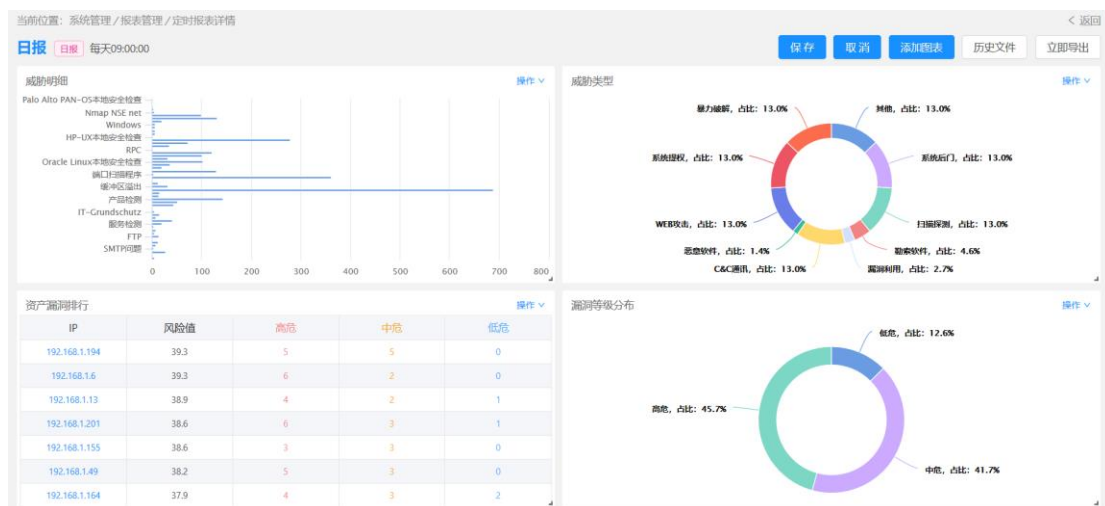 当前位置：系统管理 / 报表管理 / 定时报表详情
< 返回
日报 日报 每天09:00:00
保存 取消 添加图表 历史文件 立即导出
威胁明细 操作
Palo Alto PAN-OS本地安全检查
Nmap NSE net
Windows
HP-UX本地安全检查
RPC
Oracle Linux本地安全检查
端口扫描程序
缓冲区溢出
产品检测
IT-Grundschutz
服务检测
FTP
SMTP问题
0 100 200 300 400 500 600 700 800
威胁类型 操作
暴力破解，占比：13.0% 其他，占比：13.0%
系统提权，占比：13.0% 系统后门，占比：13.0%
WEB攻击，占比：13.0% 扫描探测，占比：13.0%
恶意软件，占比：1.4% 勒索软件，占比：4.6%
C&C通讯，占比：13.0% 漏洞利用，占比：2.7%
资产漏洞排行 操作
IP 风险值 高危 中危 低危
192.168.1.194 39.3 5 5 0
192.168.1.6 39.3 6 2 0
192.168.1.13 38.9 4 2 1
192.168.1.201 38.6 6 3 1
192.168.1.155 38.6 3 3 0
192.168.1.49 38.2 5 3 0
192.168.1.164 37.9 4 3 2
漏洞等级分布 操作
低危，占比：12.6%
高危，占比：45.7%
中危，占比：41.7%